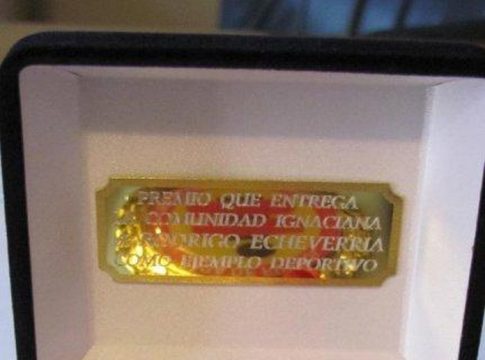 PREMIO QUE ENTREGA
COMUNIDAD IGNACIANA
RODRIGO ECHEVERRIA
COMO EJEMPLO DEPORTIVO